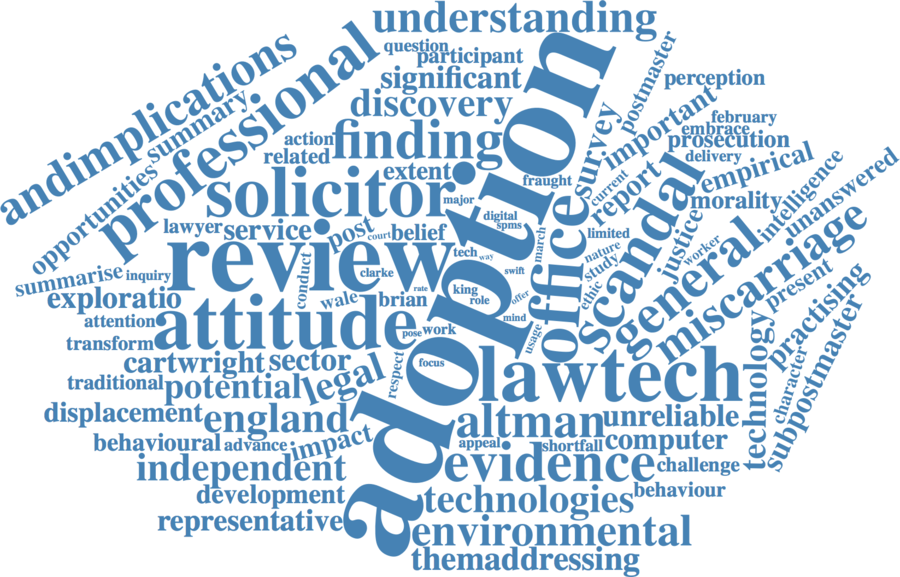 understanding
question
participant
postmaster
perception
andimplications
summary
professional
significant
discovery
adoption
survey
important
february
embrace
prosecution
delivery
action
related
finding
extent
fraught
current
report
empirical
intelligence
unanswered
opportunities
solicitor
major
morality
lawyer
service
post
court
belief
digital
spms
march
office
limited
scandal
justice
worker
general
miscarriage
summarise
inquiry
review
conduct
clarke
rate
tech
way
swift
nature
study
ethic
present
exploratio
wale
brian
king
role
offer
mind
usage
practising
attention
transform
attitude
pose
work
technology
character
subpostmaster
cartwright
sector
respect
focus
lawtech
traditional
potential
legal
displacement
england
altman
unreliable
behavioural
advance
impact
appeal
shortfall
computer
independent
evidence
challenge
development
technologies
behaviour
representative
environmental
themaddressing